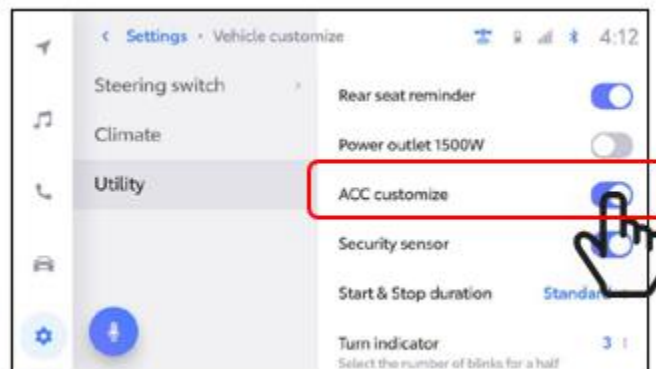 Settings • Vehicle customize
4:12
Steering switch
Climate
Utility
Rear seat reminder
Power outlet 1500W
ACC customize
Security sensor
Start & Stop duration
Turn indicator
3
Select the number of blinks for a half